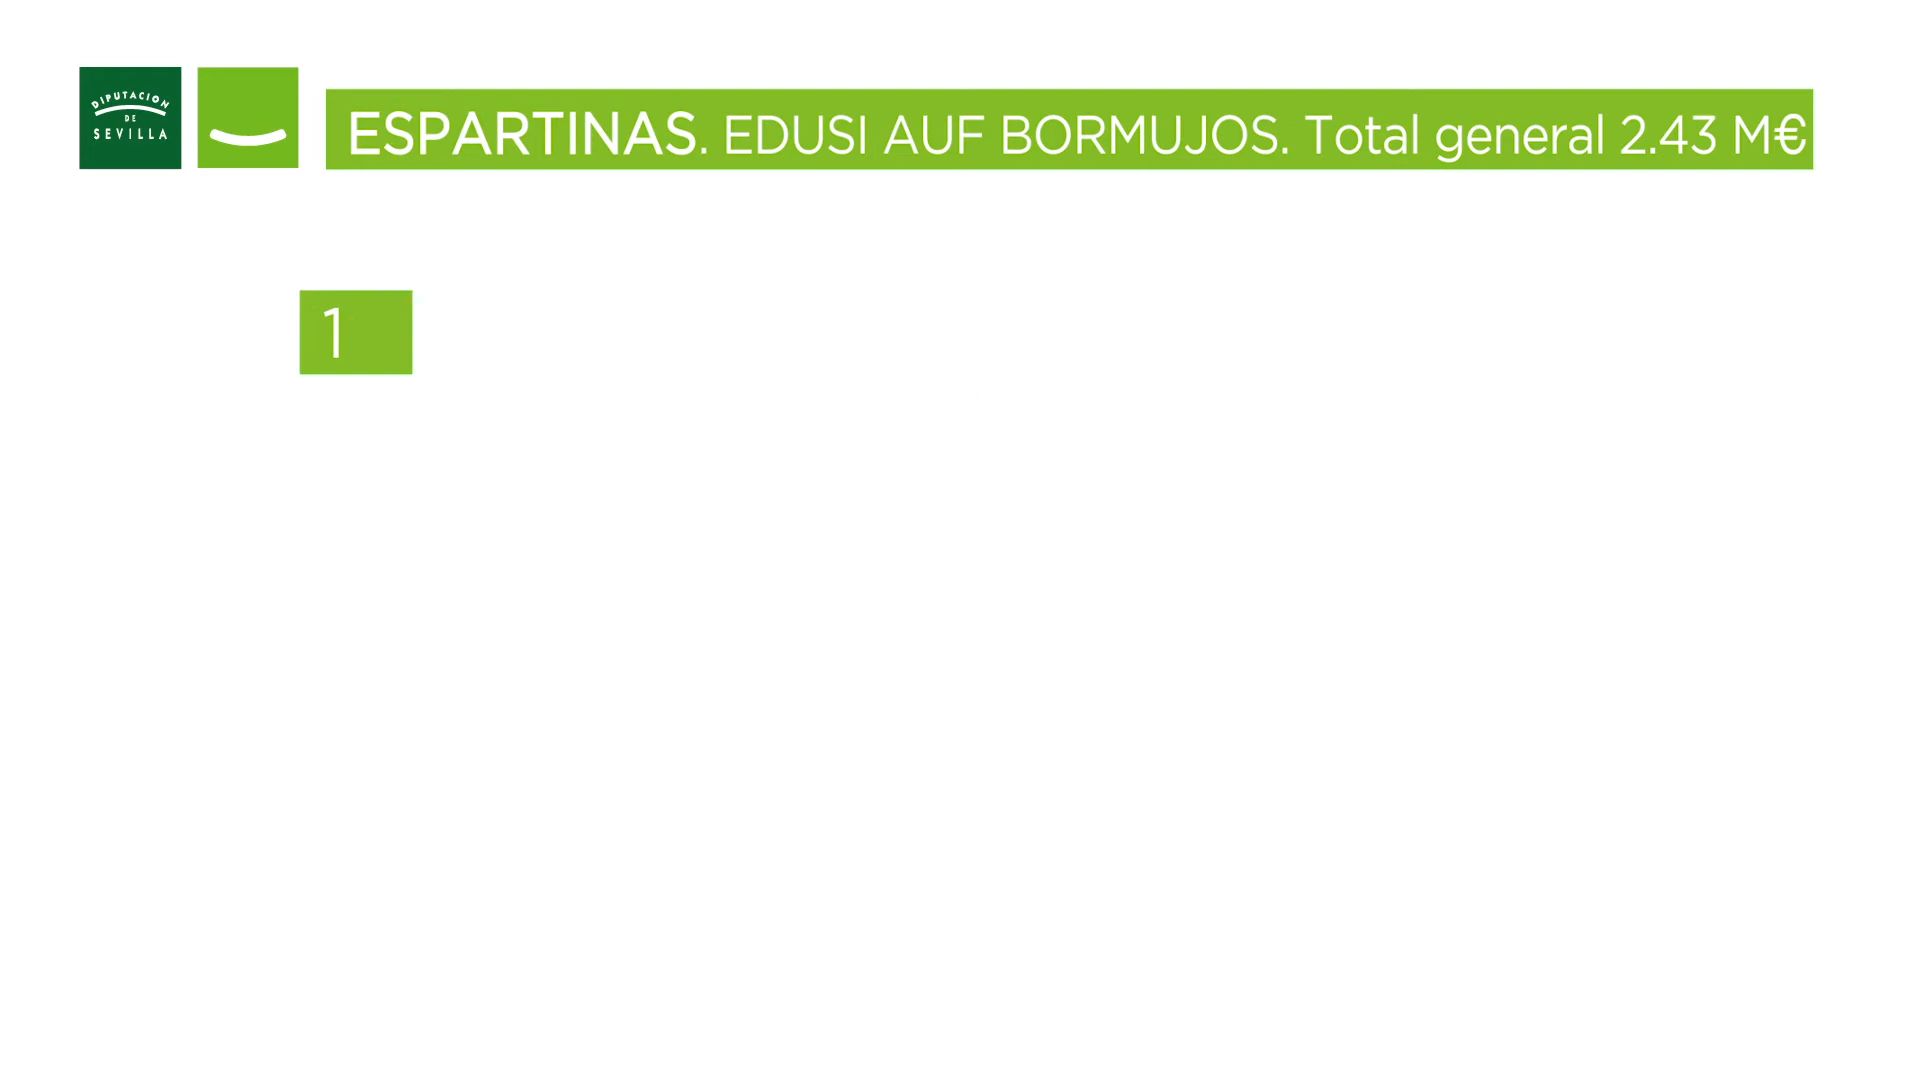 DIPUTACION
DE
SEVILLA
ESPARTINAS. EDUSI AUF BORMUJOS. Total general 2.43 M€
1